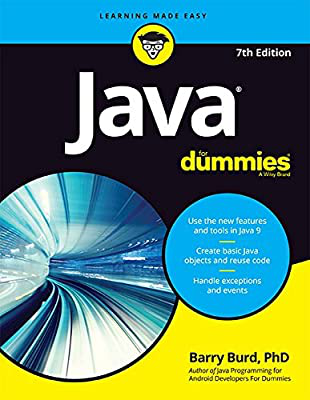 LEARNING MADE EASY
7th Edition
Java®
for
dummies®
A Wiley Brand
Use the new features
and tools in Java 9
Create basic Java
objects and reuse code
Handle exceptions
and events
Barry Burd, PhD
Author of Java Programming for
Android Developers For Dummies